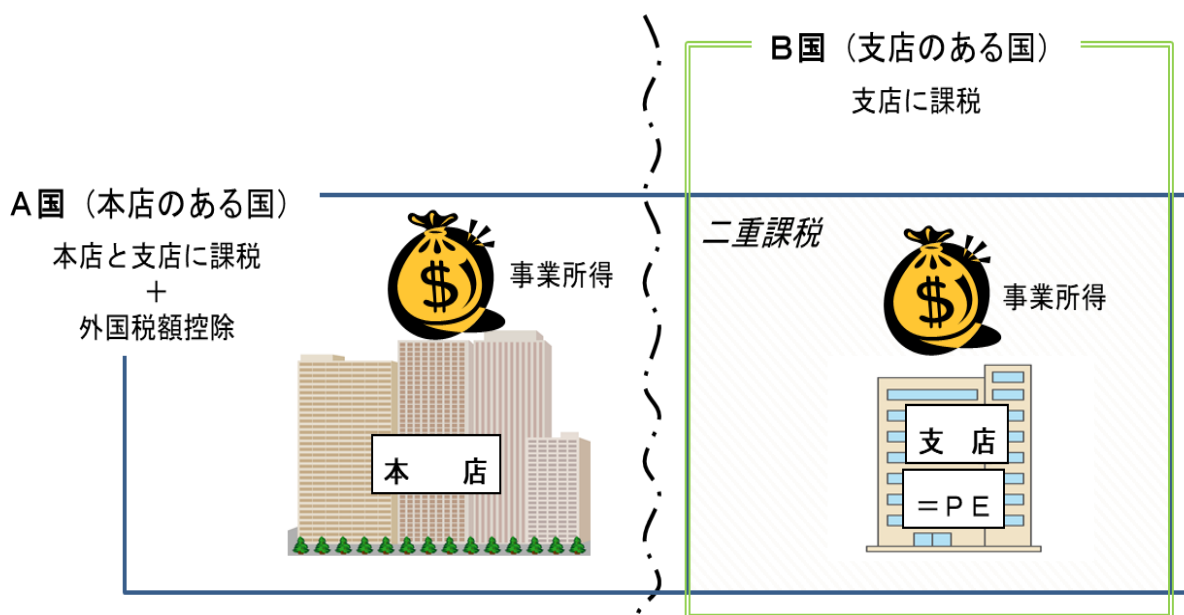 B国（支店のある国）
支店に課税
A国（本店のある国）
本店と支店に課税
＋
外国税額控除
事業所得
本　店
二重課税
事業所得
支　店
＝ＰＥ